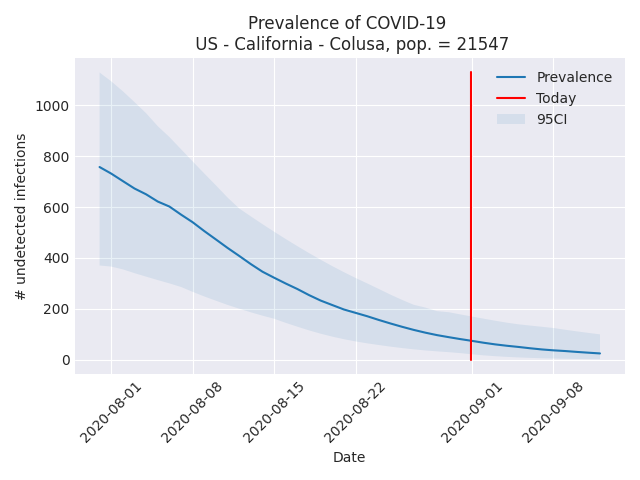 Prevalence of COVID-19
US - California - Colusa, pop. = 21547
Prevalence
Today
95CI
# undetected infections
1000
800
600
400
200
0
2020-08-01
2020-08-08
2020-08-15
2020-08-22
2020-09-01
2020-09-08
Date